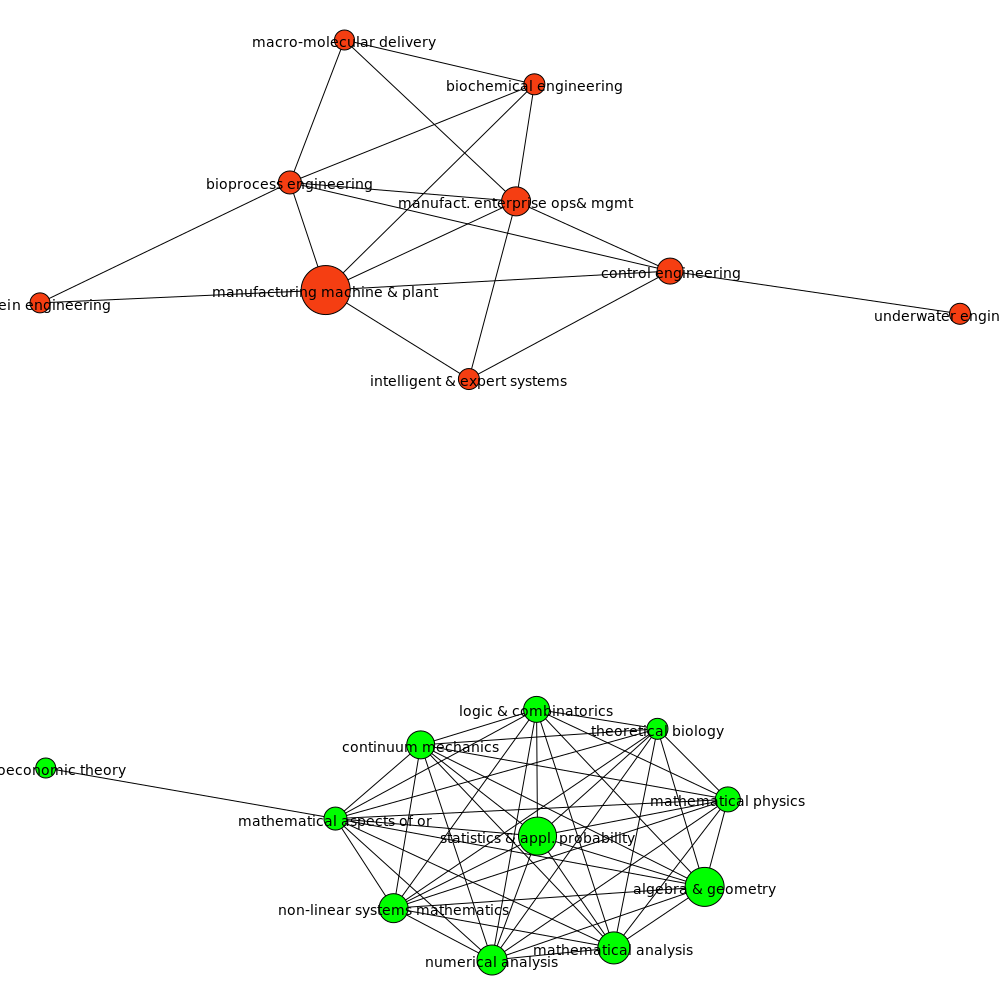 macro-molecular delivery
biochemical engineering
bioprocess engineering
manufact. enterprise ops& mgmt
control engineering
manufacturing machine & plant
ein engineering
underwater engin
intelligent & expert systems
logic & combinatorics
theoretical biology
continuum mechanics
oeconomic theory
mathematical physics
mathematical aspects of or
statistics & appl. probability
algebra & geometry
non-linear systems mathematics
mathematical analysis
numerical analysis